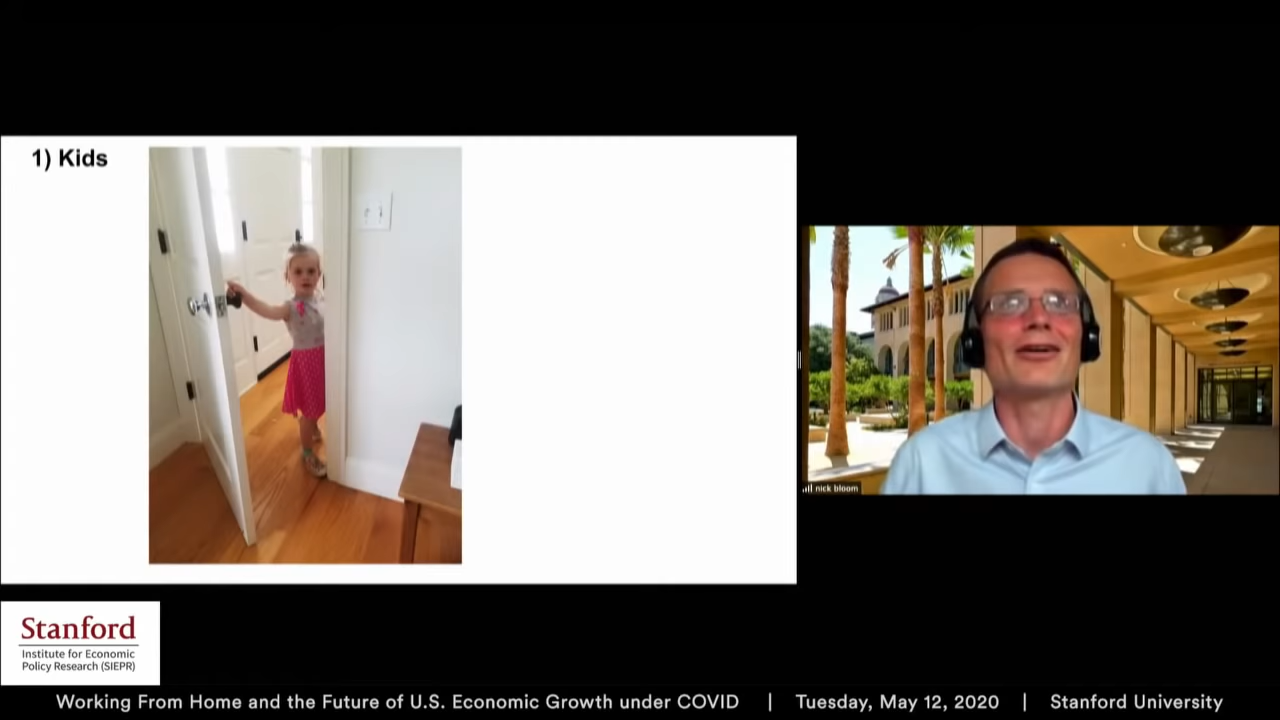 1) Kids
nick bloom
Stanford
Institute for Economic
Policy Research (SIEPR)
Working From Home and the Future of U.S. Economic Growth under COVID | Tuesday, May 12, 2020 | Stanford University